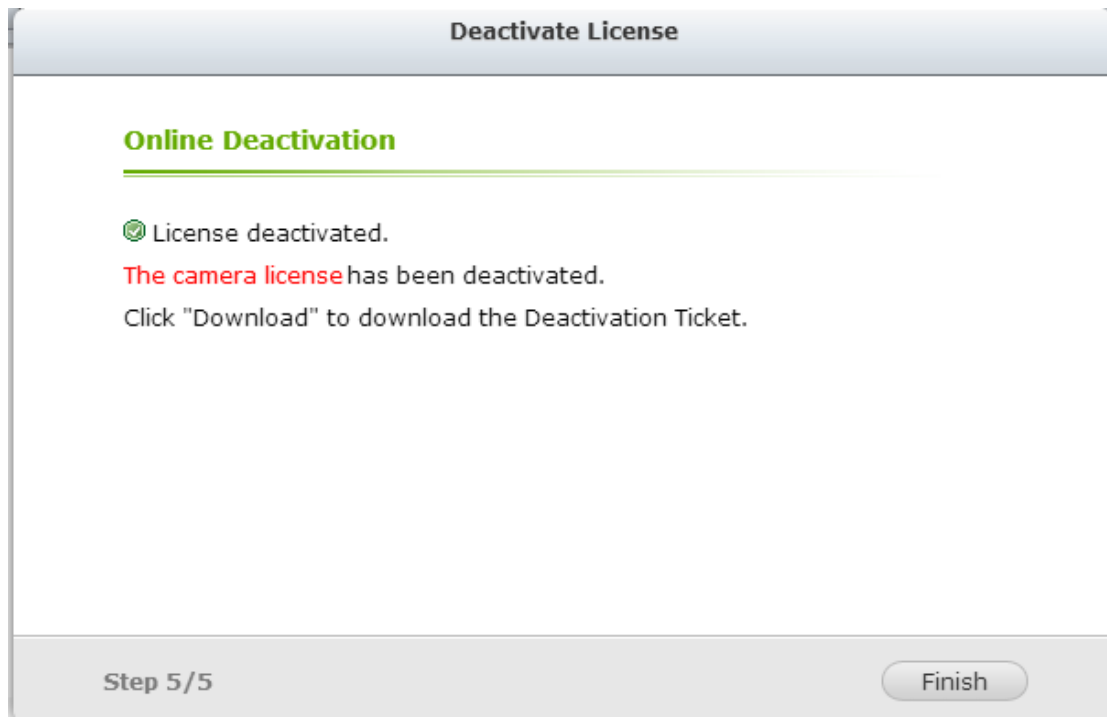 Deactivate License
Online Deactivation
License deactivated.
The camera license has been deactivated.
Click "Download" to download the Deactivation Ticket.
Step 5/5
Finish